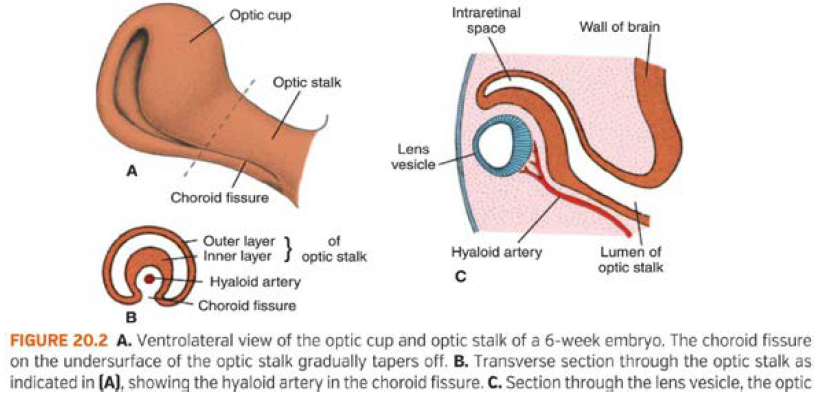 Optic cup
Optic stalk
A
Choroid fissure
Outer layer } of
Inner layer optic stalk
Hyaloid artery
Choroid fissure
B
Intraretinal
space
Wall of brain
Lens
vesicle
Hyaloid artery
Lumen of
optic stalk
C
FIGURE 20.2 A. Ventrolateral view of the optic cup and optic stalk of a 6-week embryo. The choroid fissure
on the undersurface of the optic stalk gradually tapers off. B. Transverse section through the optic stalk as
indicated in (A), showing the hyaloid artery in the choroid fissure. C. Section through the lens vesicle, the optic